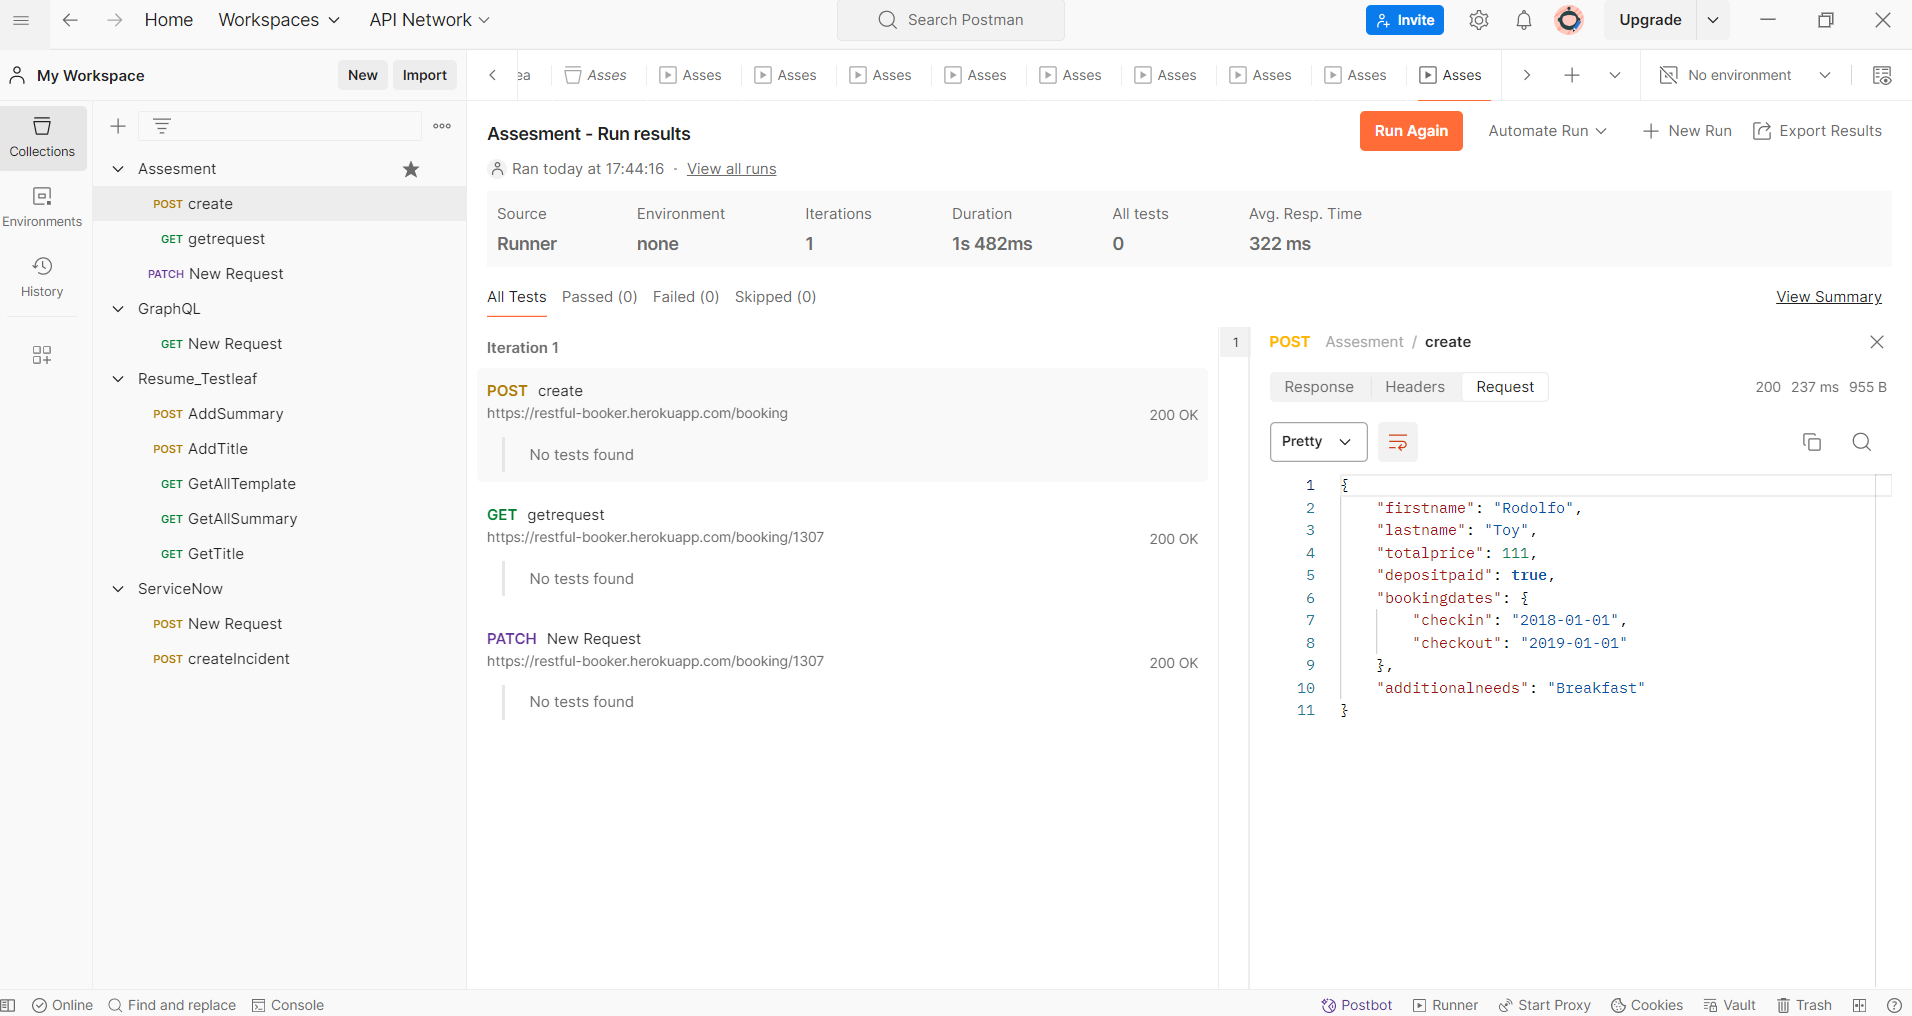 Home Workspaces API Network Search Postman Invite Upgrade
My Workspace New Import ea Asses Asses Asses Asses Asses Asses Asses Asses Asses Asses No environment
Collections
Environments
History
Assesment
POST create
GET getrequest
PATCH New Request
GraphQL
GET New Request
Resume_Testleaf
POST AddSummary
POST AddTitle
GET GetAllTemplate
GET GetAllSummary
GET GetTitle
ServiceNow
POST New Request
POST createIncident
Assesment - Run results Run Again Automate Run New Run Export Results
Ran today at 17:44:16 · View all runs
Source Environment Iterations Duration All tests Avg. Resp. Time
Runner none 1 1s 482ms 0 322 ms
All Tests Passed (0) Failed (0) Skipped (0) View Summary
Iteration 1
POST create
https://restful-booker.herokuapp.com/booking 200 OK
No tests found
GET getrequest
https://restful-booker.herokuapp.com/booking/1307 200 OK
No tests found
PATCH New Request
https://restful-booker.herokuapp.com/booking/1307 200 OK
No tests found
1
POST Assesment / create
Response Headers Request 200 237 ms 955 B
Pretty
1 {
2 "firstname": "Rodolfo",
3 "lastname": "Toy",
4 "totalprice": 111,
5 "depositpaid": true,
6 "bookingdates": {
7 "checkin": "2018-01-01",
8 "checkout": "2019-01-01"
9 },
10 "additionalneeds": "Breakfast"
11 }
Online Find and replace Console Postbot Runner Start Proxy Cookies Vault Trash